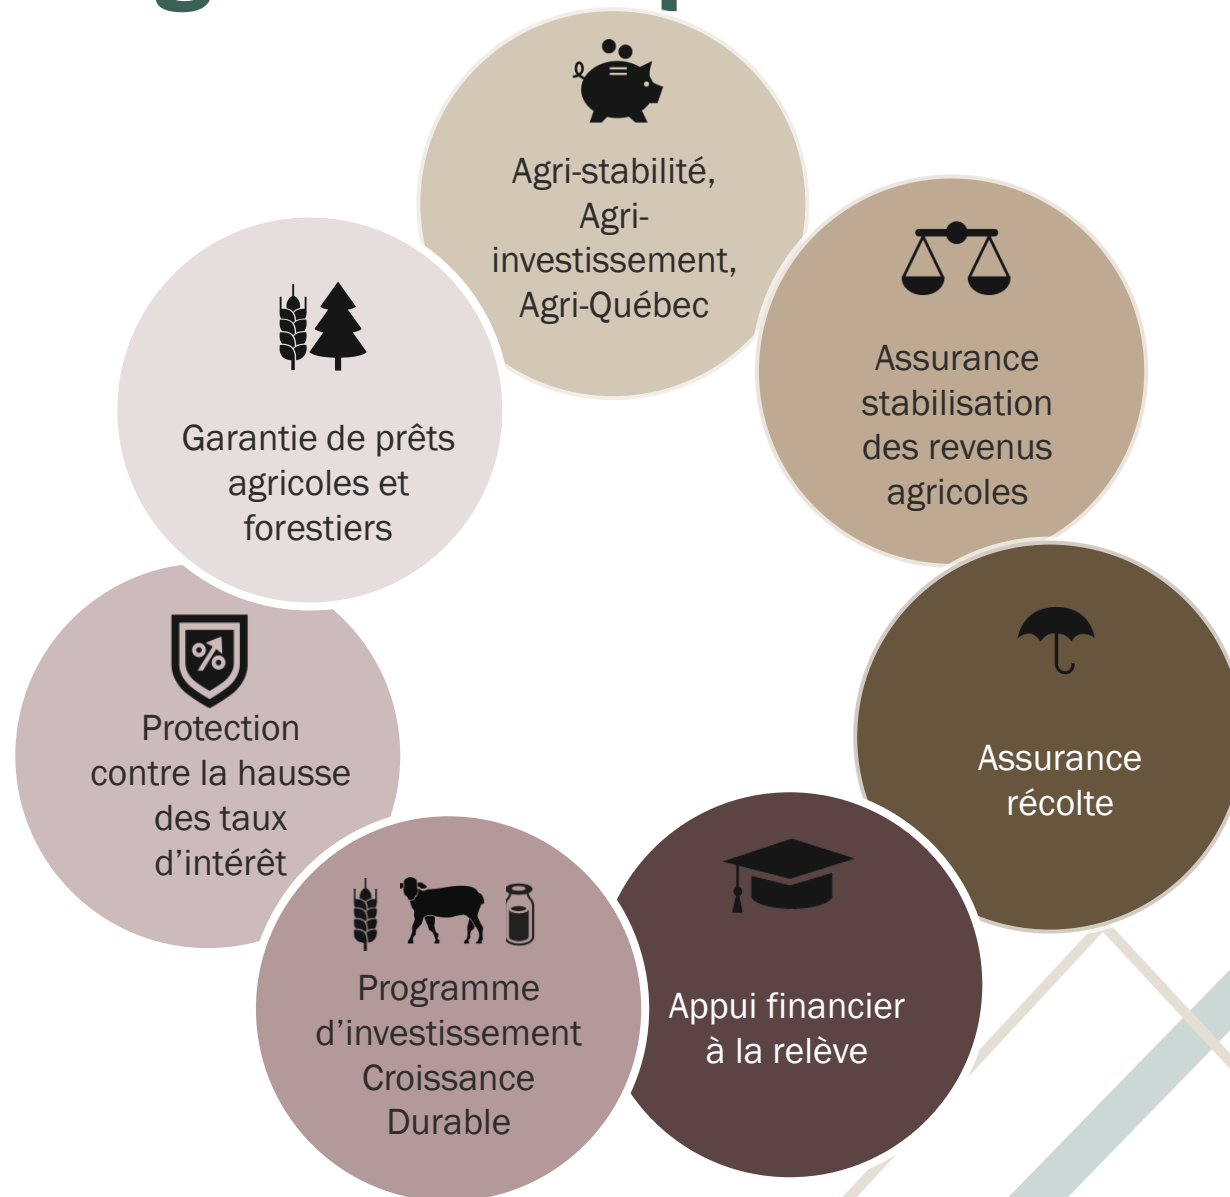 Agri-stabilité,
Agri-
investissement,
Agri-Québec
Assurance
stabilisation
des revenus
agricoles
Assurance
récolte
Appui financier
à la relève
Programme
d’investissement
Croissance
Durable
Protection
contre la hausse
des taux
d’intérêt
Garantie de prêts
agricoles et
forestiers